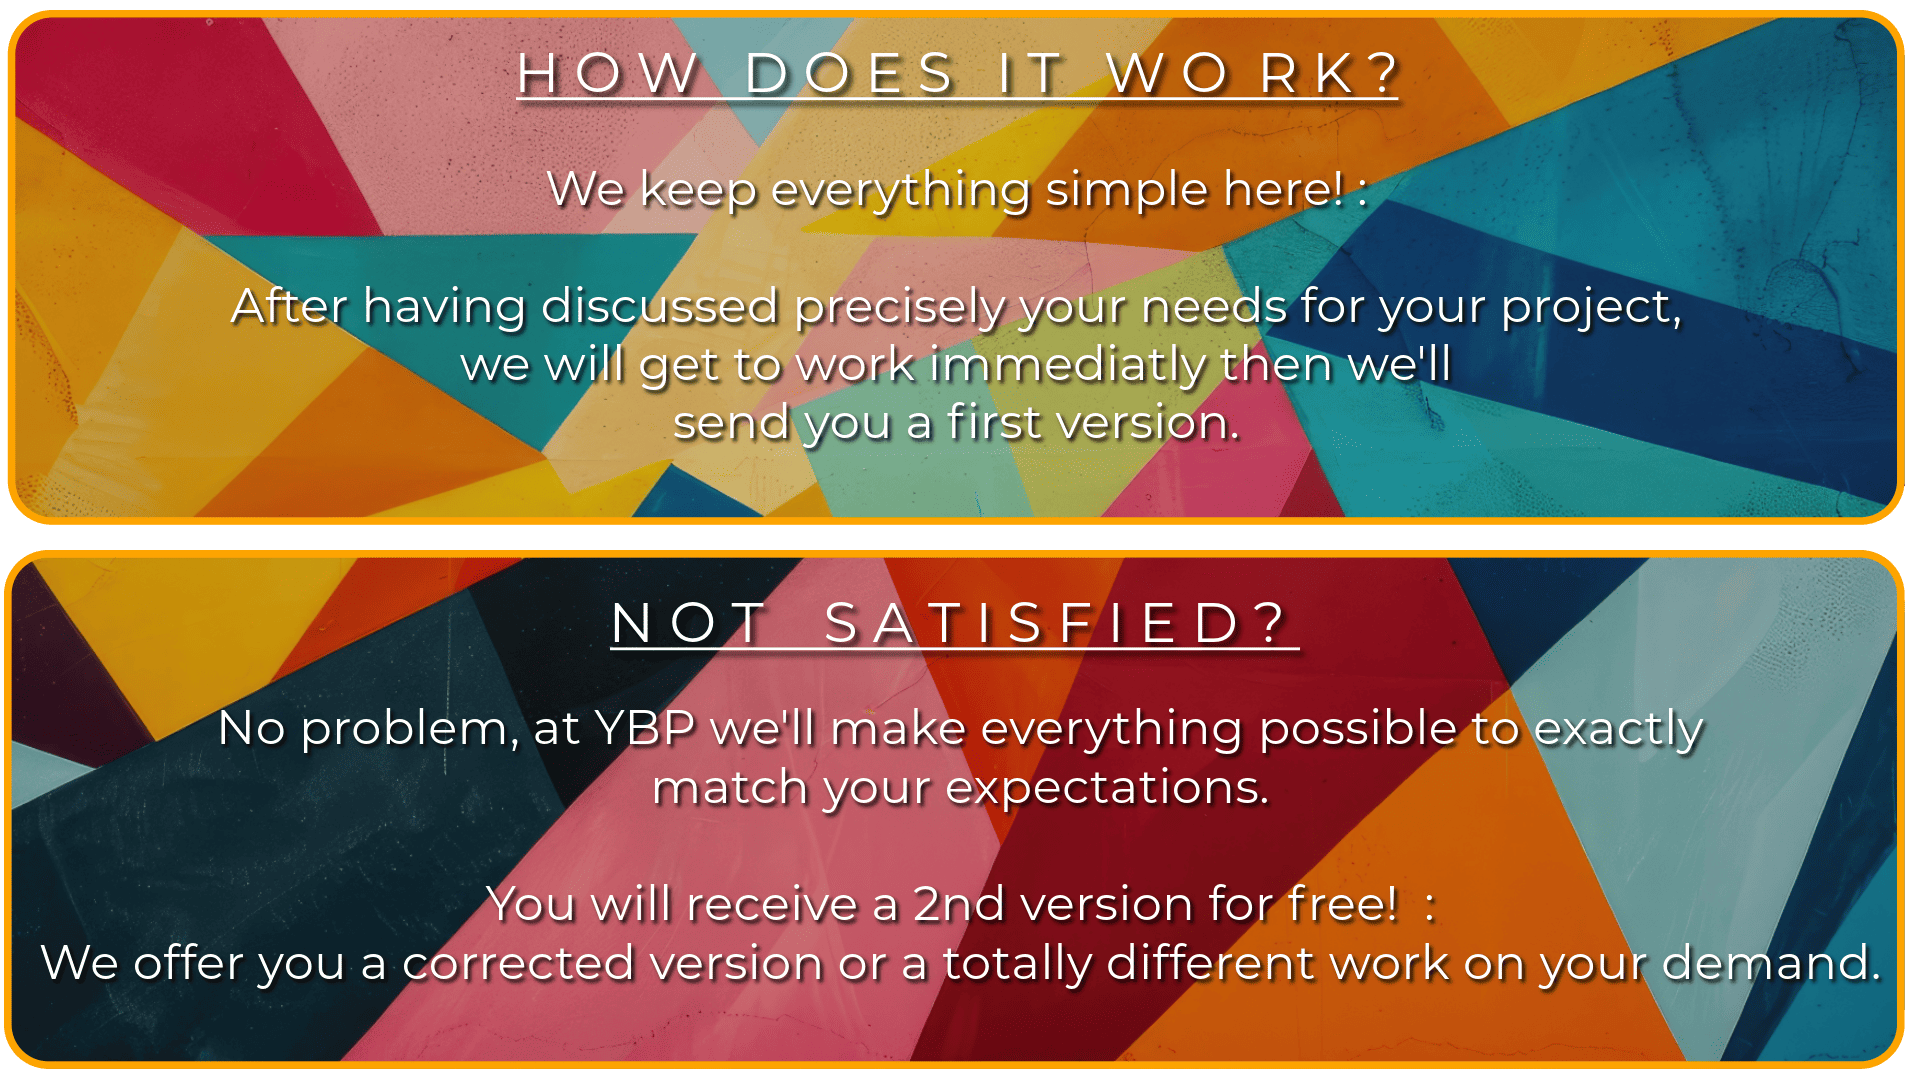 HOW DOES IT WORK?
We keep everything simple here! :
After having discussed precisely your needs for your project,
we will get to work immediatly then we'll
send you a first version.
NOT SATISFIED?
No problem, at YBP we'll make everything possible to exactly
match your expectations.
You will receive a 2nd version for free! :
We offer you a corrected version or a totally different work on your demand.